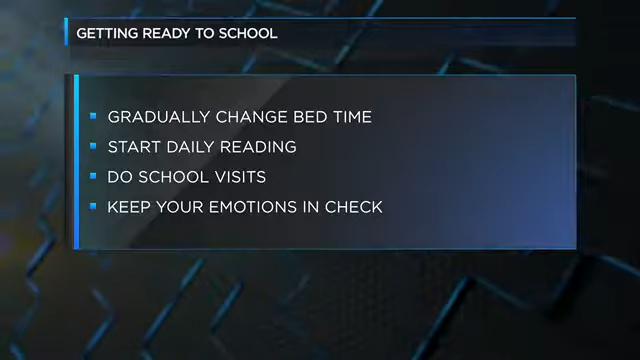 GETTING READY TO SCHOOL
GRADUALLY CHANGE BED TIME
START DAILY READING
DO SCHOOL VISITS
KEEP YOUR EMOTIONS IN CHECK